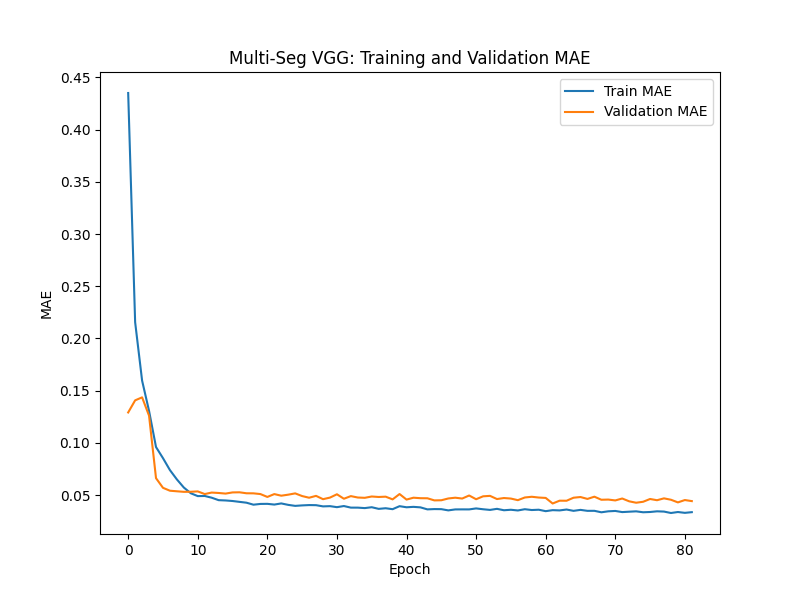 Multi-Seg VGG: Training and Validation MAE
Train MAE
Validation MAE
0.45
0.40
0.35
0.30
0.25
0.20
0.15
0.10
0.05
MAE
0 10 20 30 40 50 60 70 80
Epoch